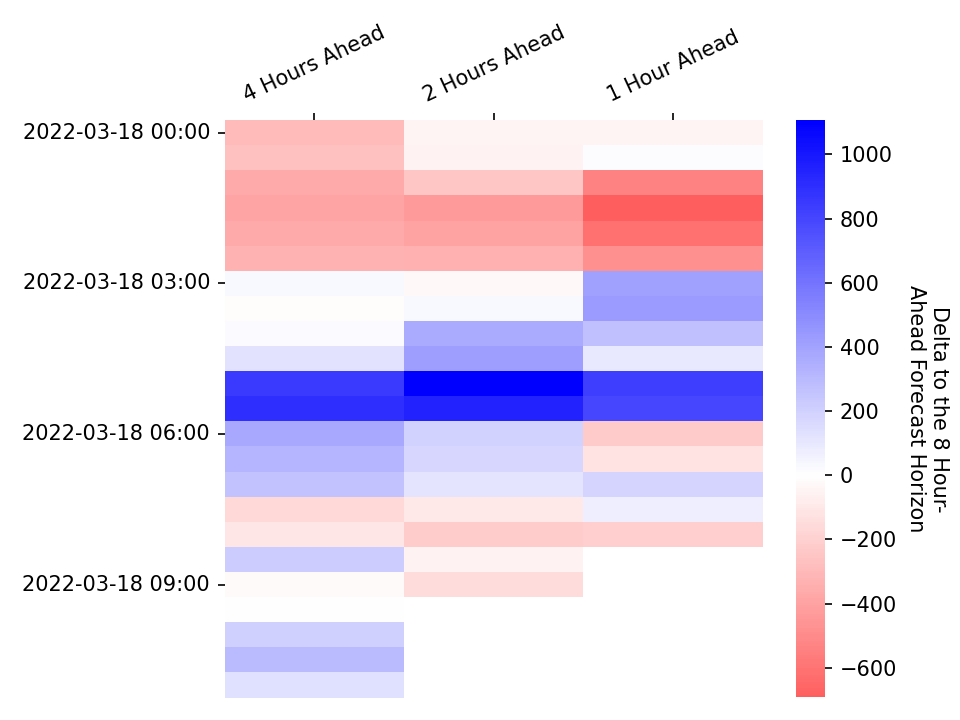 4 Hours Ahead
2 Hours Ahead
1 Hour Ahead
2022-03-18 00:00
2022-03-18 03:00
2022-03-18 06:00
2022-03-18 09:00
1000
800
600
400
200
0
−200
−400
−600
Delta to the 8 Hour-
Ahead Forecast Horizon